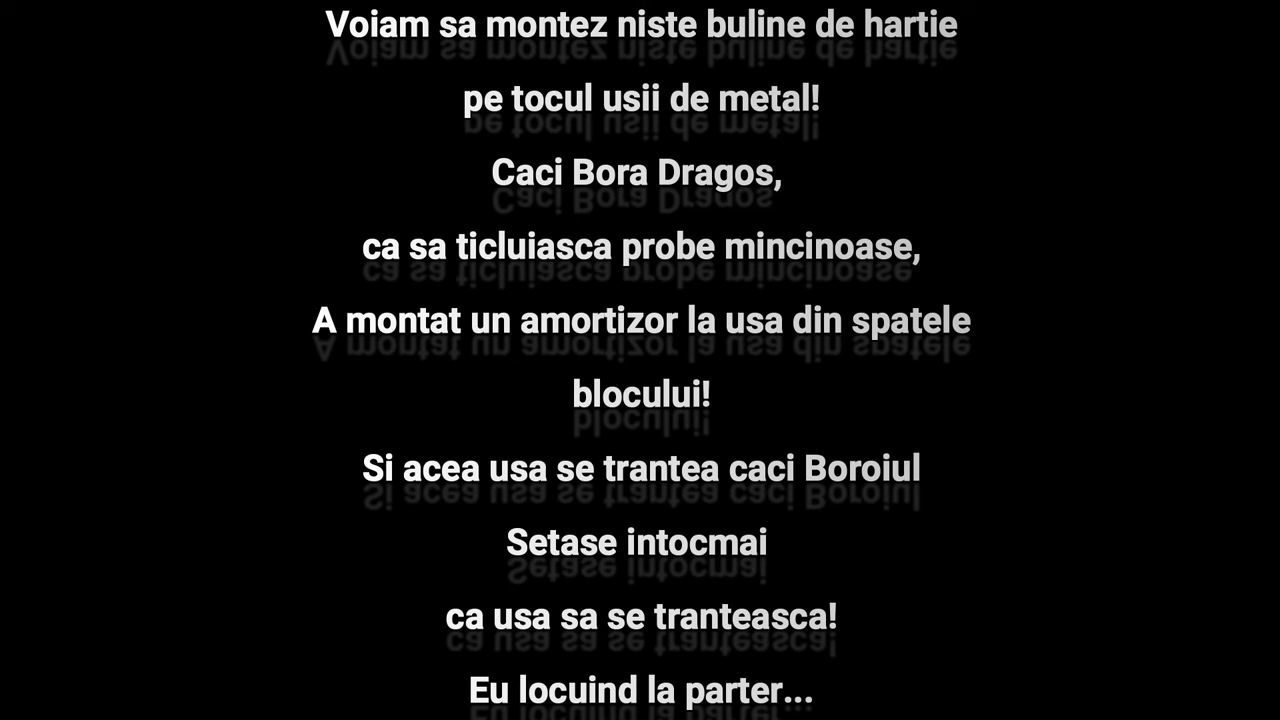 Voiam sa montez niste buline de hartie
pe tocul usii de metal!
Caci Bora Dragos,
ca sa ticluiasca probe mincinoase,
A montat un amortizor la usa din spatele
blocului!
Si acea usa se trantea caci Boroiul
Setase intocmai
ca usa sa se tranteasca!
Eu locuind la parter...